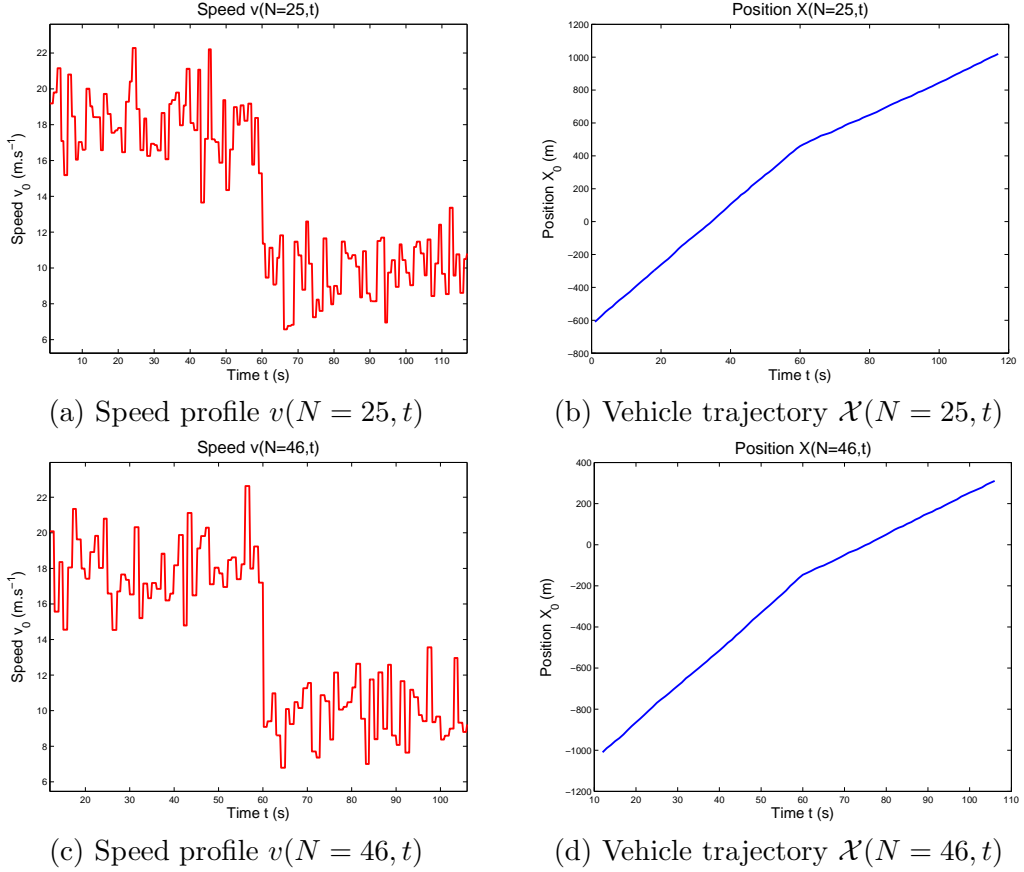 Speed v(N=25,t)
22
20
18
16
14
12
10
8
6
Speed v_0 (m.s⁻¹)
10 20 30 40 50 60 70 80 90 100 110
Time t (s)
Position X(N=25,t)
1200
1000
800
600
400
200
0
−200
−400
−600
−800
Position X_0 (m)
0 20 40 60 80 100 120
Time t (s)
(a) Speed profile v(N = 25, t)
(b) Vehicle trajectory 𝒳(N = 25, t)
Speed v(N=46,t)
22
20
18
16
14
12
10
8
6
Speed v_0 (m.s⁻¹)
20 30 40 50 60 70 80 90 100
Time t (s)
Position X(N=46,t)
400
200
0
−200
−400
−600
−800
−1000
−1200
Position X_0 (m)
10 20 30 40 50 60 70 80 90 100 110
Time t (s)
(c) Speed profile v(N = 46, t)
(d) Vehicle trajectory 𝒳(N = 46, t)